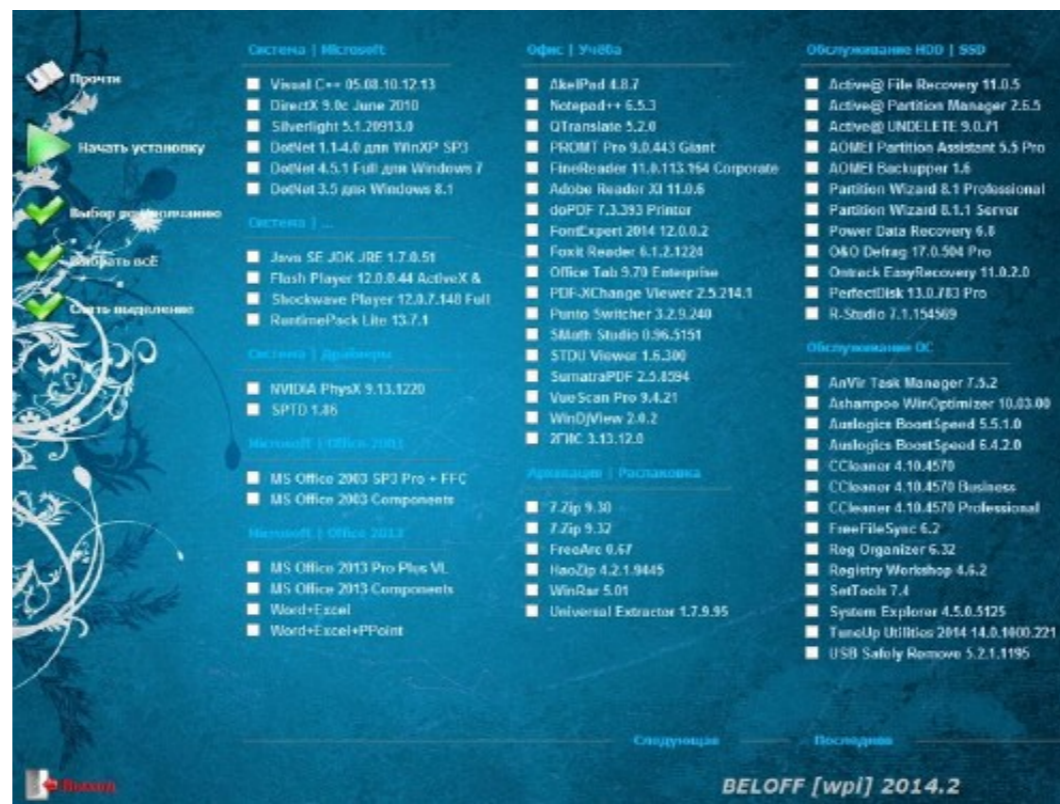 Прочти
Начать установку
Выбор по умолчанию
Выбрать всё
Снять выделение
Выход
Система | Microsoft
Visual C++ 05.08.10.12.13
DirectX 9.0c June 2010
Silverlight 5.1.20913.0
DotNet 1.1-4.0 для WinXP SP3
DotNet 4.5.1 Full для Windows 7
DotNet 3.5 для Windows 8.1
Система | ...
Java SE JDK JRE 1.7.0.51
Flash Player 12.0.0.44 ActiveX &
Shockwave Player 12.0.7.148 Full
RuntimePack Lite 13.7.1
Система | Драйверы
NVIDIA PhysX 9.13.1220
SPTD 1.86
Microsoft | Office 2003
MS Office 2003 SP3 Pro + FFC
MS Office 2003 Components
Microsoft | Office 2013
MS Office 2013 Pro Plus VL
MS Office 2013 Components
Word+Excel
Word+Excel+PPoint
Офис | Учёба
AkelPad 4.8.7
Notepad++ 6.5.3
QTranslate 5.2.0
PROMT Pro 9.0.443 Giant
FineReader 11.0.113.164 Corporate
Adobe Reader XI 11.0.6
doPDF 7.3.393 Printer
FontExpert 2014 12.0.0.2
Foxit Reader 6.1.2.1224
Office Tab 9.70 Enterprise
PDF-XChange Viewer 2.5.214.1
Punto Switcher 3.2.9.240
SMath Studio 0.96.5151
STDU Viewer 1.6.300
SumatraPDF 2.5.8594
VueScan Pro 9.4.21
WinDjView 2.0.2
2ГИС 3.13.12.0
Архивация | Распаковка
7-Zip 9.30
7-Zip 9.32
FreeArc 0.67
HaoZip 4.2.1.9445
WinRar 5.01
Universal Extractor 1.7.9.95
Обслуживание HDD | SSD
Active@ File Recovery 11.0.5
Active@ Partition Manager 2.6.5
Active@ UNDELETE 9.0.71
AOMEI Partition Assistant 5.5 Pro
AOMEI Backupper 1.6
Partition Wizard 8.1 Professional
Partition Wizard 8.1.1 Server
Power Data Recovery 6.8
O&O Defrag 17.0.504 Pro
Ontrack EasyRecovery 11.0.2.0
PerfectDisk 13.0.783 Pro
R-Studio 7.1.154569
Обслуживание ОС
AnVir Task Manager 7.5.2
Ashampoo WinOptimizer 10.03.00
Auslogics BoostSpeed 5.5.1.0
Auslogics BoostSpeed 6.4.2.0
CCleaner 4.10.4570
CCleaner 4.10.4570 Business
CCleaner 4.10.4570 Professional
FreeFileSync 6.2
Reg Organizer 6.32
Registry Workshop 4.6.2
SetTools 7.4
System Explorer 4.5.0.5125
TuneUp Utilities 2014 14.0.1000.221
USB Safely Remove 5.2.1.1195
Следующая
Последняя
BELOFF [wpi] 2014.2